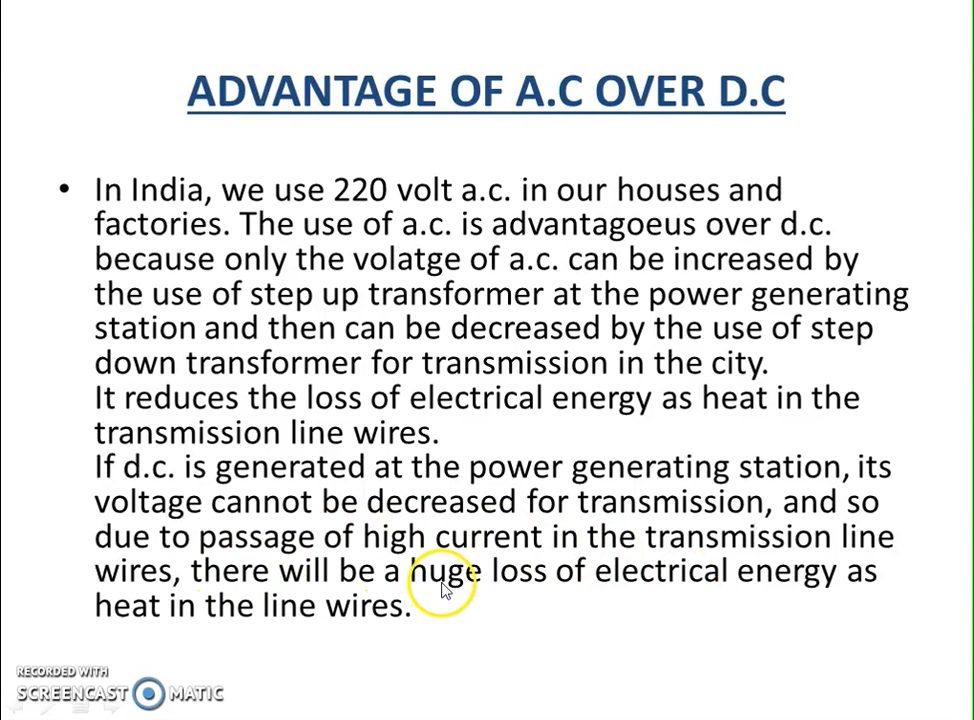 ADVANTAGE OF A.C OVER D.C
• In India, we use 220 volt a.c. in our houses and
factories. The use of a.c. is advantagoeus over d.c.
because only the volatge of a.c. can be increased by
the use of step up transformer at the power generating
station and then can be decreased by the use of step
down transformer for transmission in the city.
It reduces the loss of electrical energy as heat in the
transmission line wires.
If d.c. is generated at the power generating station, its
voltage cannot be decreased for transmission, and so
due to passage of high current in the transmission line
wires, there will be a huge loss of electrical energy as
heat in the line wires.
RECORDED WITH
SCREENCAST MATIC